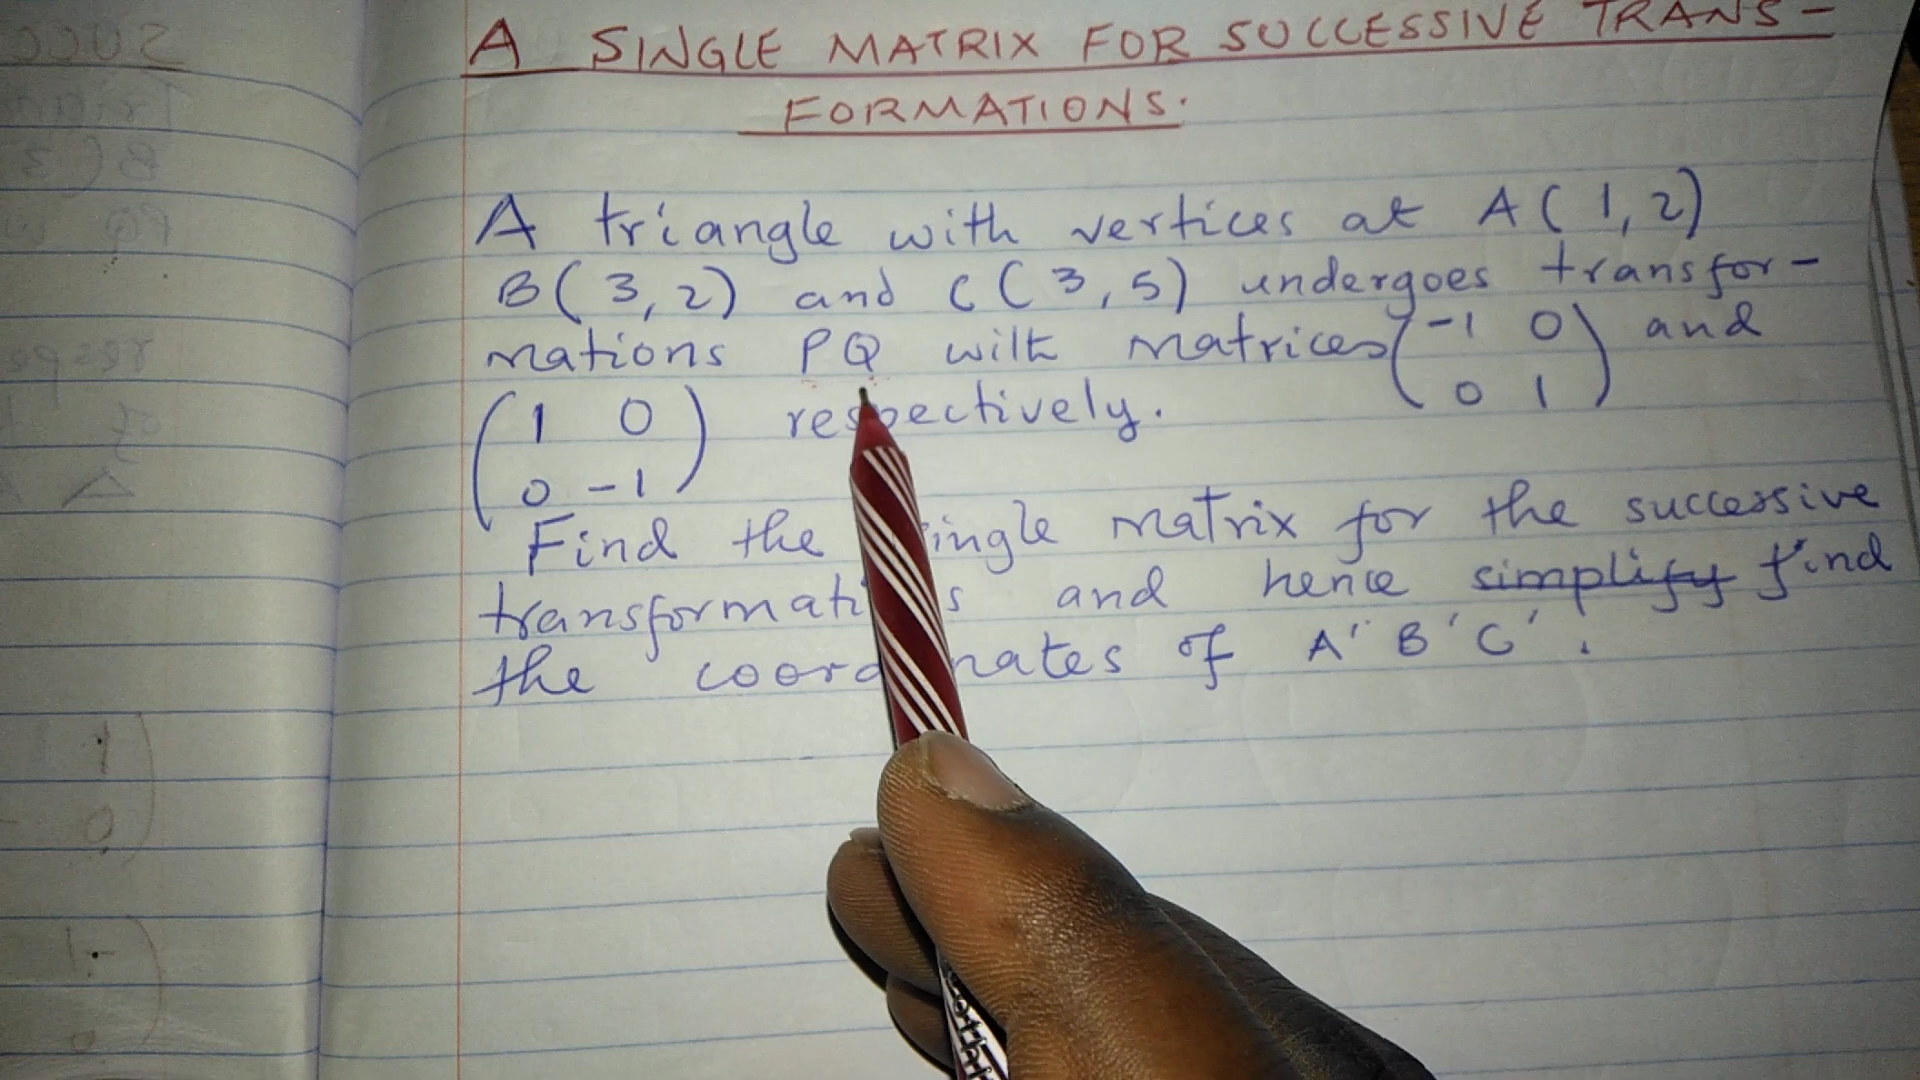 A SINGLE MATRIX FOR SUCCESSIVE TRANS-
FORMATIONS.
A triangle with vertices at A(1,2)
B(3,2) and C(3,5) undergoes transfor-
mations PQ with matrices (-1 0 and
0 1)
(1 0 respectively.
0 -1)
Find the single matrix for the successive
transformations and hence simplify find
the coordinates of A' B' C'.